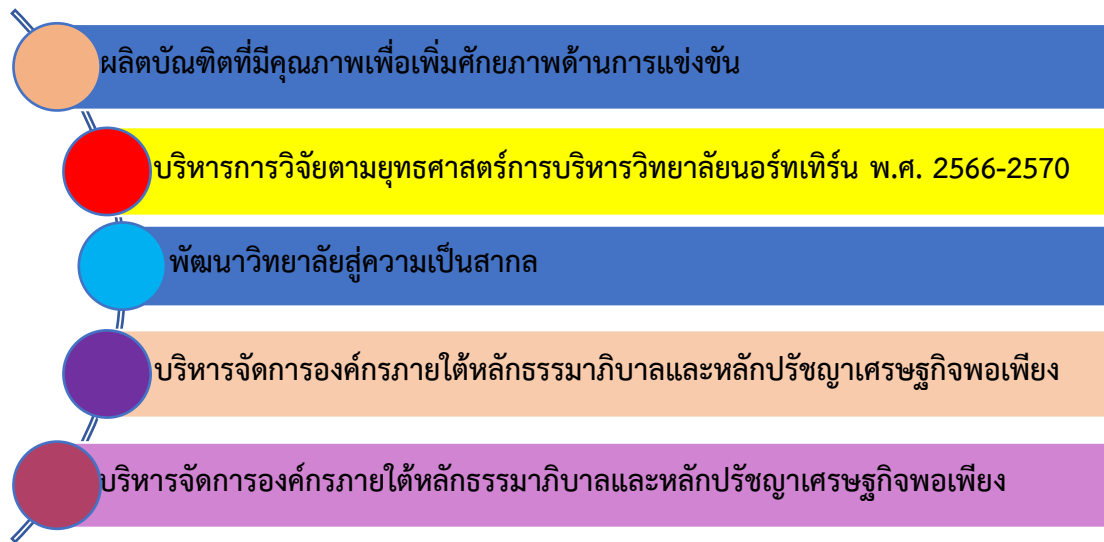 ผลิตบัณฑิตที่มีคุณภาพเพื่อเพิ่มศักยภาพด้านการแข่งขัน
บริหารการวิจัยตามยุทธศาสตร์การบริหารวิทยาลัยนอร์ทเทิร์น พ.ศ. 2566-2570
พัฒนาวิทยาลัยสู่ความเป็นสากล
บริหารจัดการองค์กรภายใต้หลักธรรมาภิบาลและหลักปรัชญาเศรษฐกิจพอเพียง
บริหารจัดการองค์กรภายใต้หลักธรรมาภิบาลและหลักปรัชญาเศรษฐกิจพอเพียง